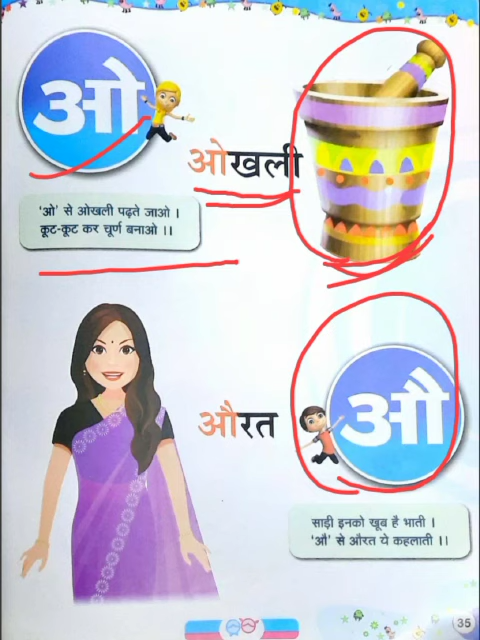 ओ
ओखली
'ओ' से ओखली पढ़ते जाओ ।
कूट-कूट कर चूर्ण बनाओ ।।
औरत
औ
साड़ी इनको खूब है भाती ।
'औ' से औरत ये कहलाती ।।
35